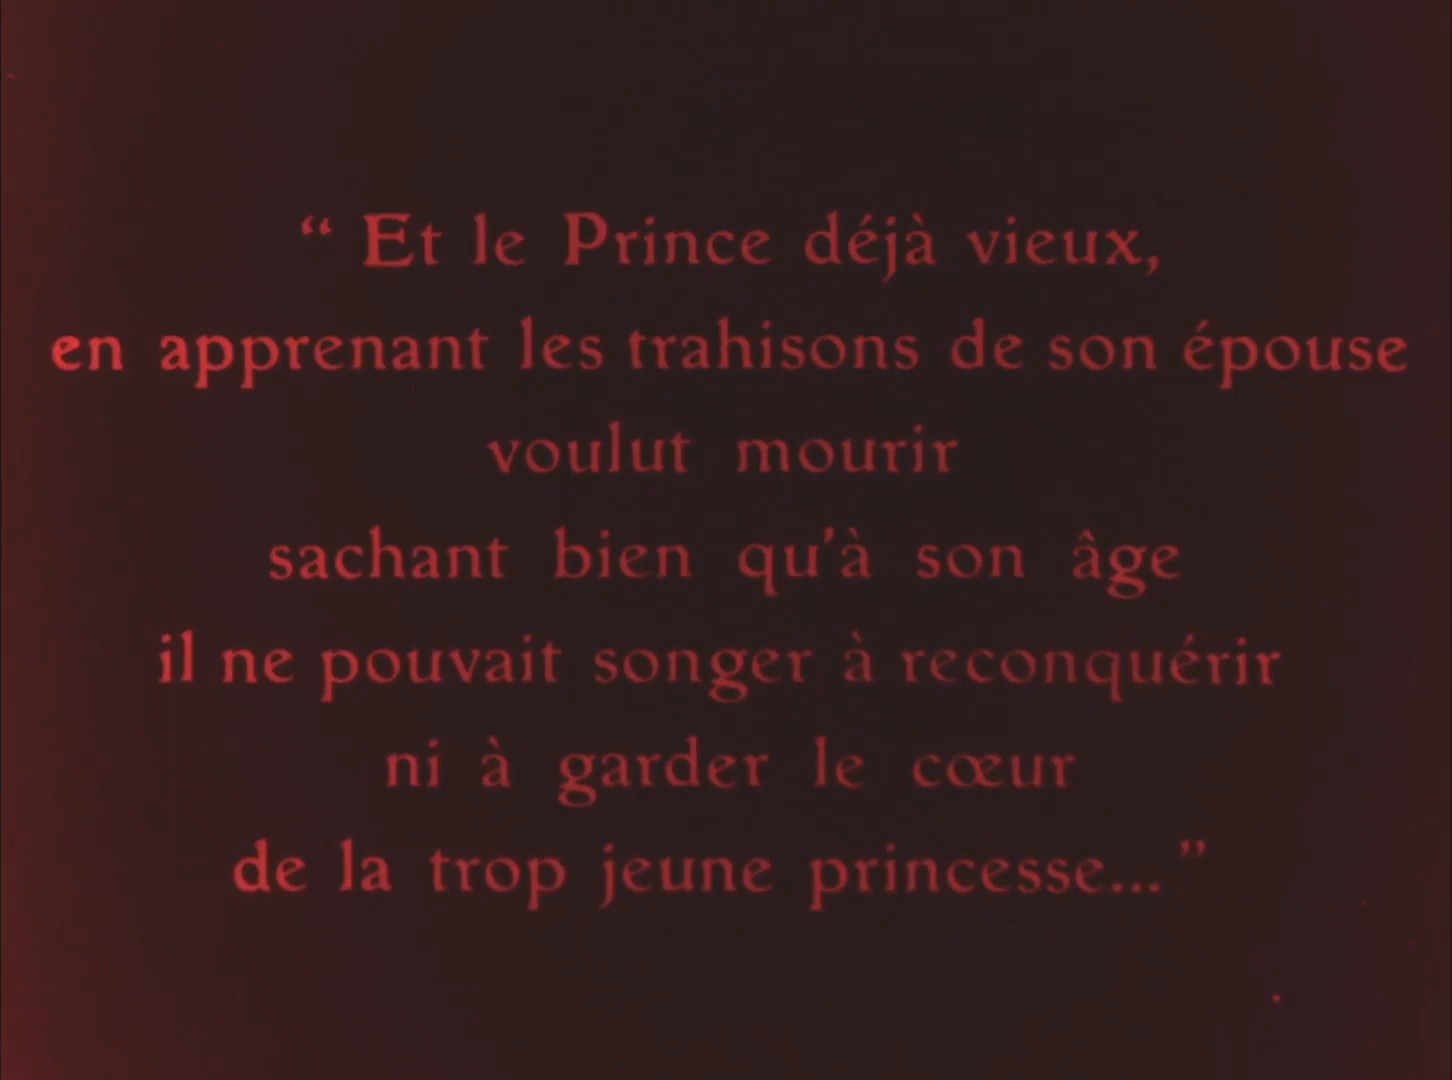 “ Et le Prince déjà vieux,
en apprenant les trahisons de son épouse
voulut mourir
sachant bien qu'à son âge
il ne pouvait songer à reconquérir
ni à garder le cœur
de la trop jeune princesse... ”